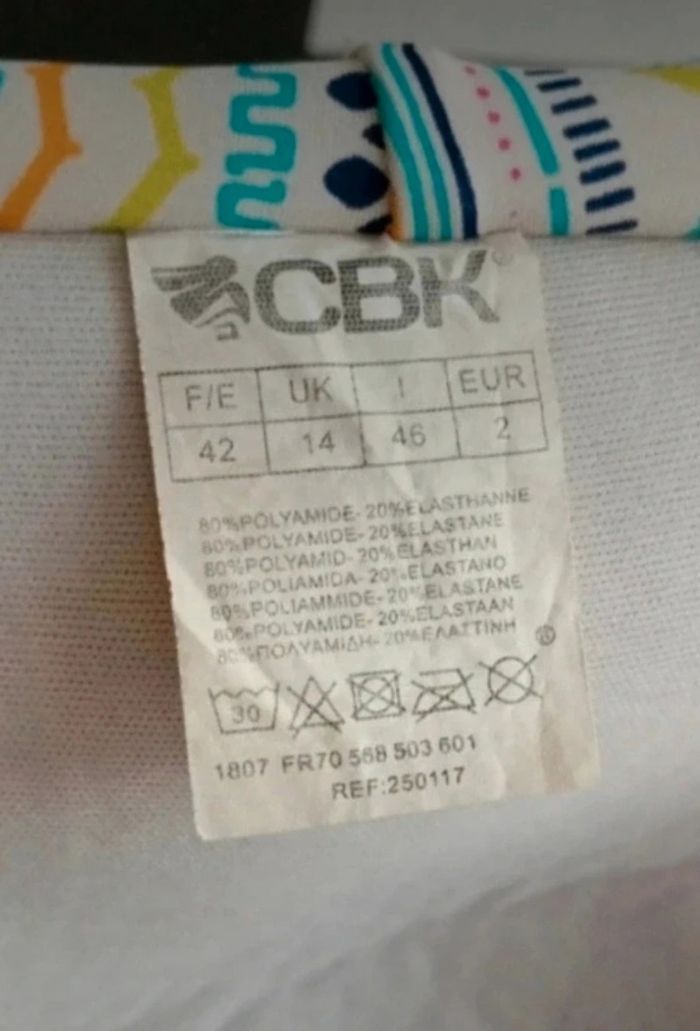 CBK®
F/E UK I EUR
42 14 46 2
80%POLYAMIDE-20%ELASTHANNE
80%POLYAMIDE-20%ELASTANE
80%POLYAMID-20%ELASTHAN
80%POLIAMIDA-20%ELASTANO
80%POLIAMMIDE-20%ELASTANE
80%POLYAMIDE-20%ELASTAAN
80%ΠΟΛΥΑΜΙΔΗ-20%ΕΛΑΣΤΙΝΗ
30
1807 FR70 568 503 601
REF:250117